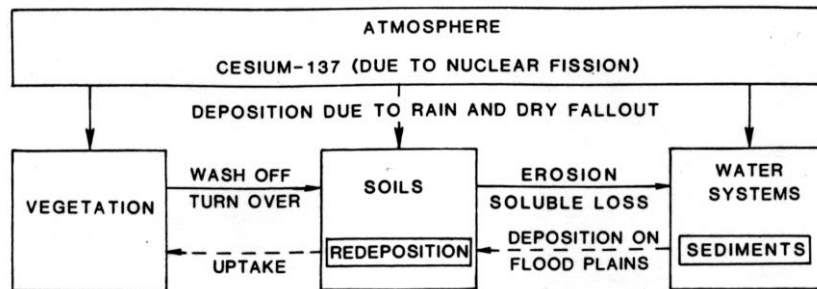 ATMOSPHERE
CESIUM-137 (DUE TO NUCLEAR FISSION)
DEPOSITION DUE TO RAIN AND DRY FALLOUT
VEGETATION
WASH OFF
TURN OVER
UPTAKE
SOILS
REDEPOSITION
EROSION
SOLUBLE LOSS
DEPOSITION ON
FLOOD PLAINS
WATER
SYSTEMS
SEDIMENTS